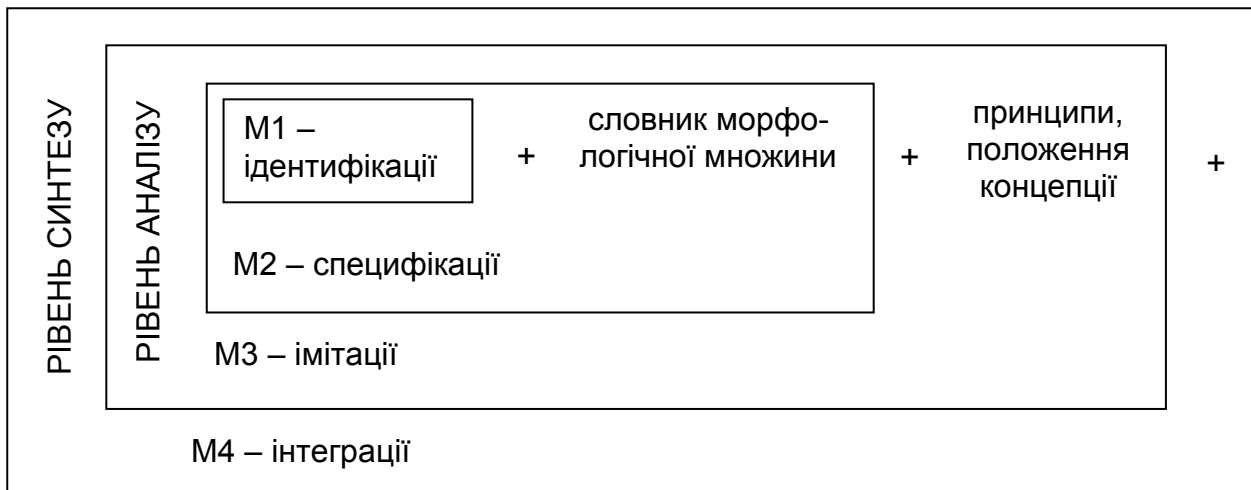 РІВЕНЬ СИНТЕЗУ
РІВЕНЬ АНАЛІЗУ
М1 –
ідентифікації
+
словник морфо-
логічної множини
+
принципи,
положення
концепції
+
М2 – специфікації
М3 – імітації
М4 – інтеграції